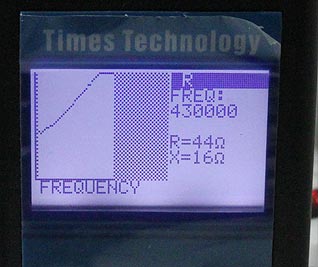 Times Technology
R
FREQ:
430000
R=44Ω
X=16Ω
FREQUENCY